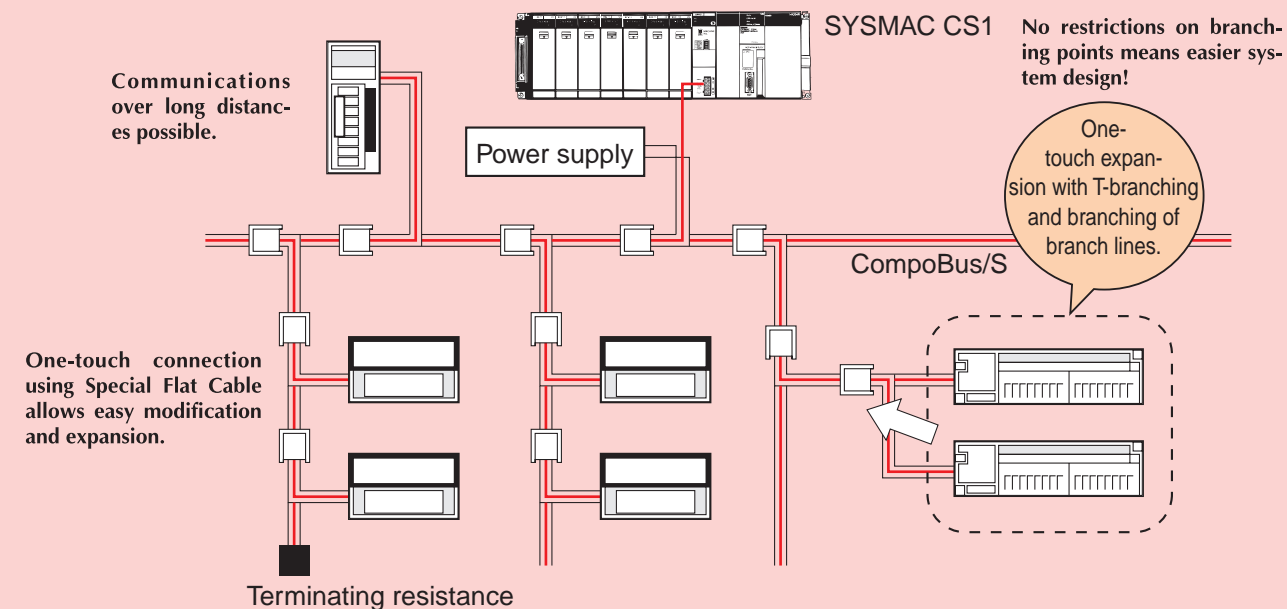 SYSMAC CS1
No restrictions on branch-
ing points means easier sys-
tem design!
Communications
over long distanc-
es possible.
Power supply
One-
touch expan-
sion with T-branching
and branching of
branch lines.
CompoBus/S
One-touch connection
using Special Flat Cable
allows easy modification
and expansion.
Terminating resistance